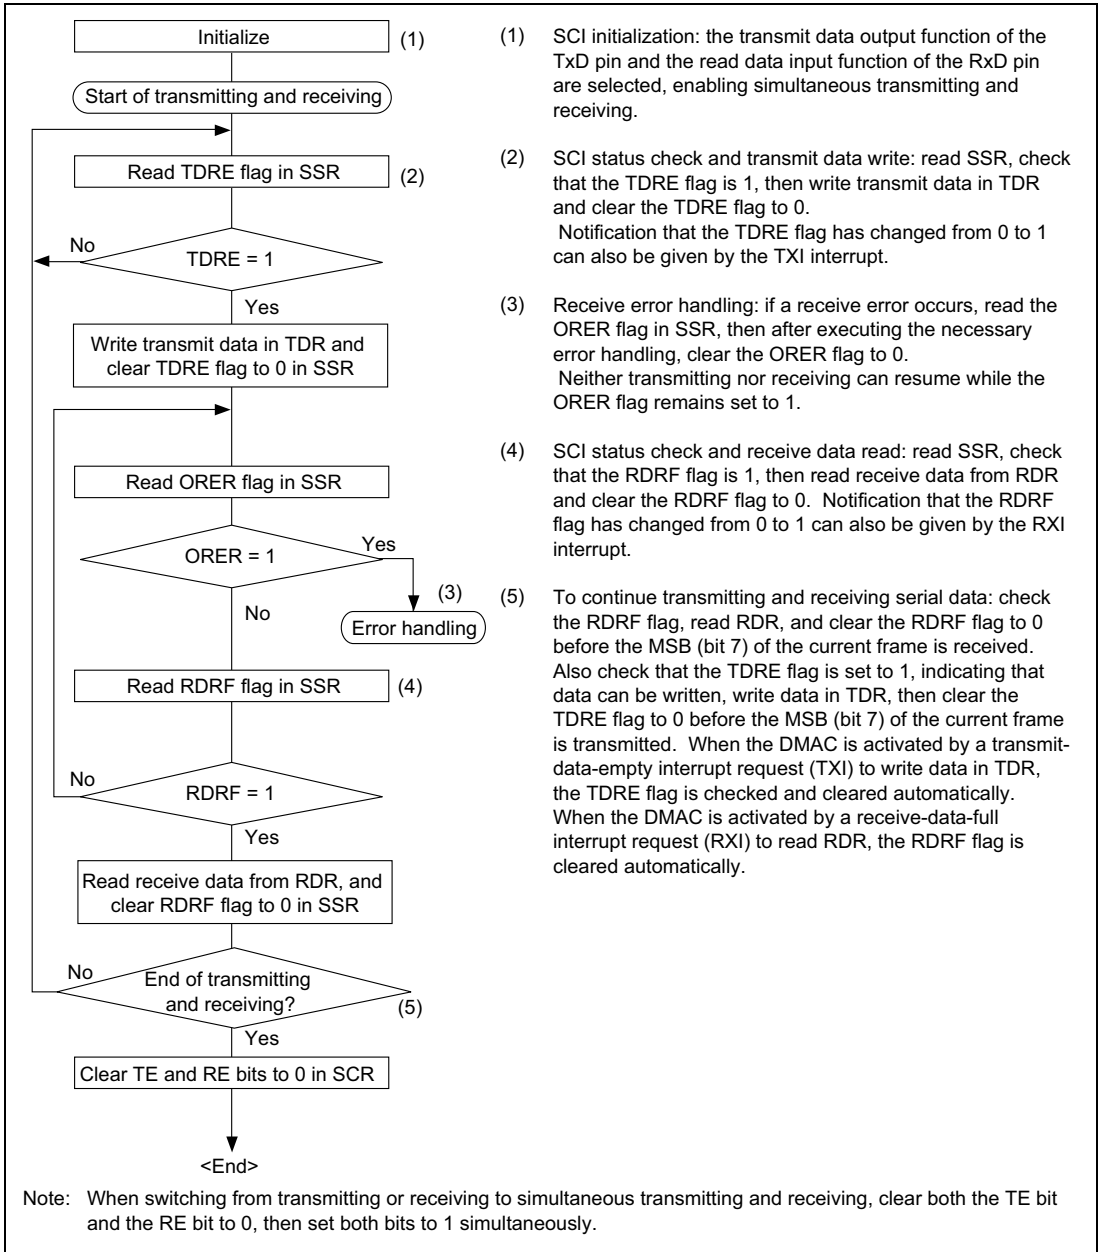 Initialize
(1)
Start of transmitting and receiving
Read TDRE flag in SSR
(2)
No
TDRE = 1
Yes
Write transmit data in TDR and
clear TDRE flag to 0 in SSR
Read ORER flag in SSR
Yes
ORER = 1
(3)
No
Error handling
Read RDRF flag in SSR
(4)
No
RDRF = 1
Yes
Read receive data from RDR, and
clear RDRF flag to 0 in SSR
No
End of transmitting
and receiving?
(5)
Yes
Clear TE and RE bits to 0 in SCR
<End>
(1) SCI initialization: the transmit data output function of the
TxD pin and the read data input function of the RxD pin
are selected, enabling simultaneous transmitting and
receiving.
(2) SCI status check and transmit data write: read SSR, check
that the TDRE flag is 1, then write transmit data in TDR
and clear the TDRE flag to 0.
Notification that the TDRE flag has changed from 0 to 1
can also be given by the TXI interrupt.
(3) Receive error handling: if a receive error occurs, read the
ORER flag in SSR, then after executing the necessary
error handling, clear the ORER flag to 0.
Neither transmitting nor receiving can resume while the
ORER flag remains set to 1.
(4) SCI status check and receive data read: read SSR, check
that the RDRF flag is 1, then read receive data from RDR
and clear the RDRF flag to 0. Notification that the RDRF
flag has changed from 0 to 1 can also be given by the RXI
interrupt.
(5) To continue transmitting and receiving serial data: check
the RDRF flag, read RDR, and clear the RDRF flag to 0
before the MSB (bit 7) of the current frame is received.
Also check that the TDRE flag is set to 1, indicating that
data can be written, write data in TDR, then clear the
TDRE flag to 0 before the MSB (bit 7) of the current frame
is transmitted. When the DMAC is activated by a transmit-
data-empty interrupt request (TXI) to write data in TDR,
the TDRE flag is checked and cleared automatically.
When the DMAC is activated by a receive-data-full
interrupt request (RXI) to read RDR, the RDRF flag is
cleared automatically.
Note: When switching from transmitting or receiving to simultaneous transmitting and receiving, clear both the TE bit
and the RE bit to 0, then set both bits to 1 simultaneously.